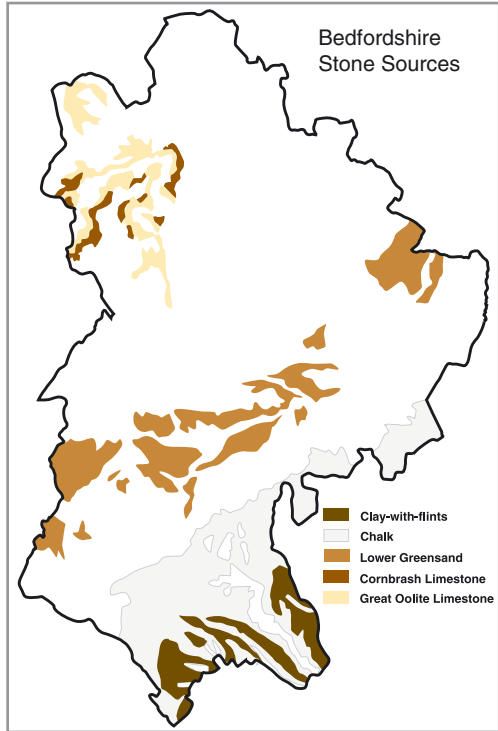 Bedfordshire
Stone Sources
Clay-with-flints
Chalk
Lower Greensand
Cornbrash Limestone
Great Oolite Limestone